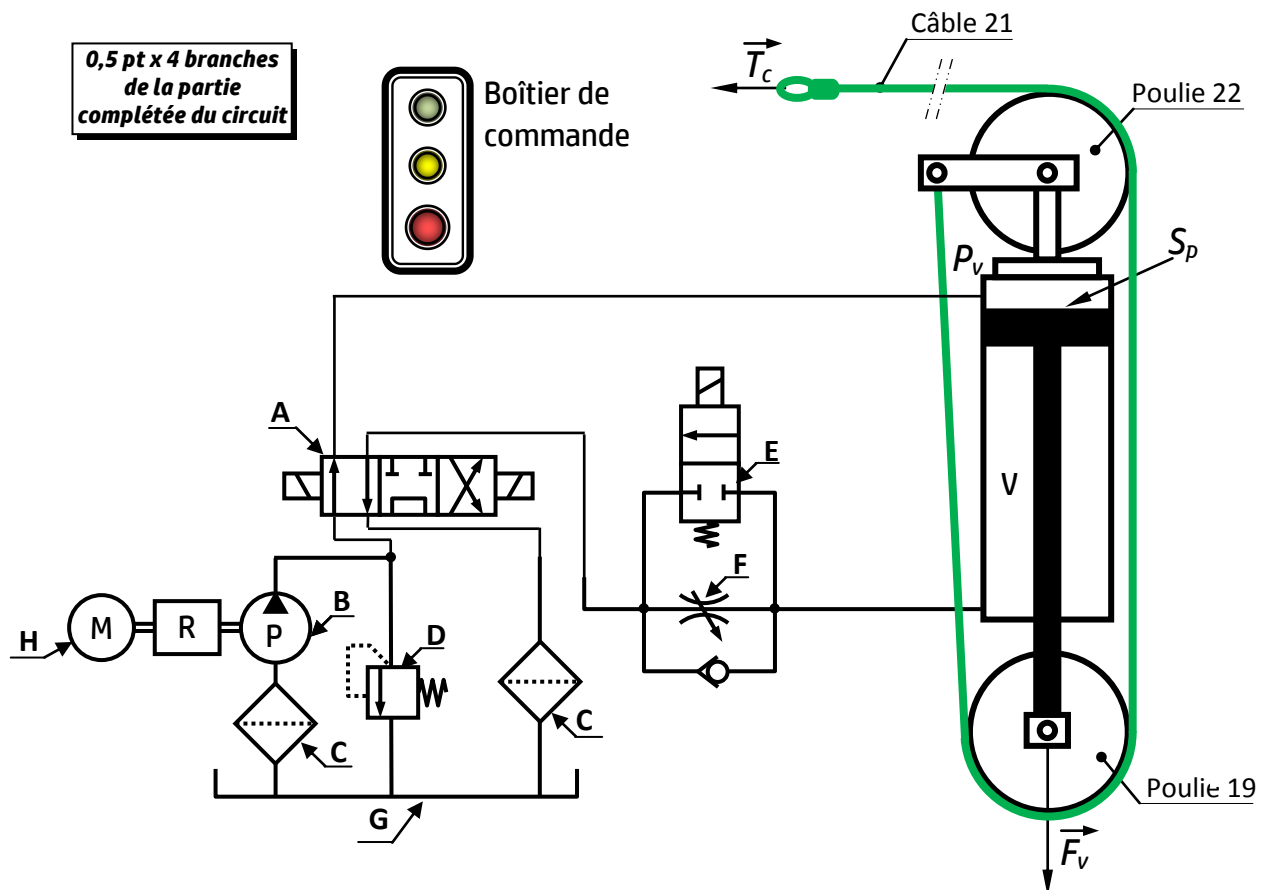 0,5 pt x 4 branches
de la partie
complétée du circuit
Boîtier de
commande
Câble 21
Tc
Poulie 22
Pv
Sp
A
E
V
F
B
D
H
M
R
P
C
C
G
Poulie 19
Fv